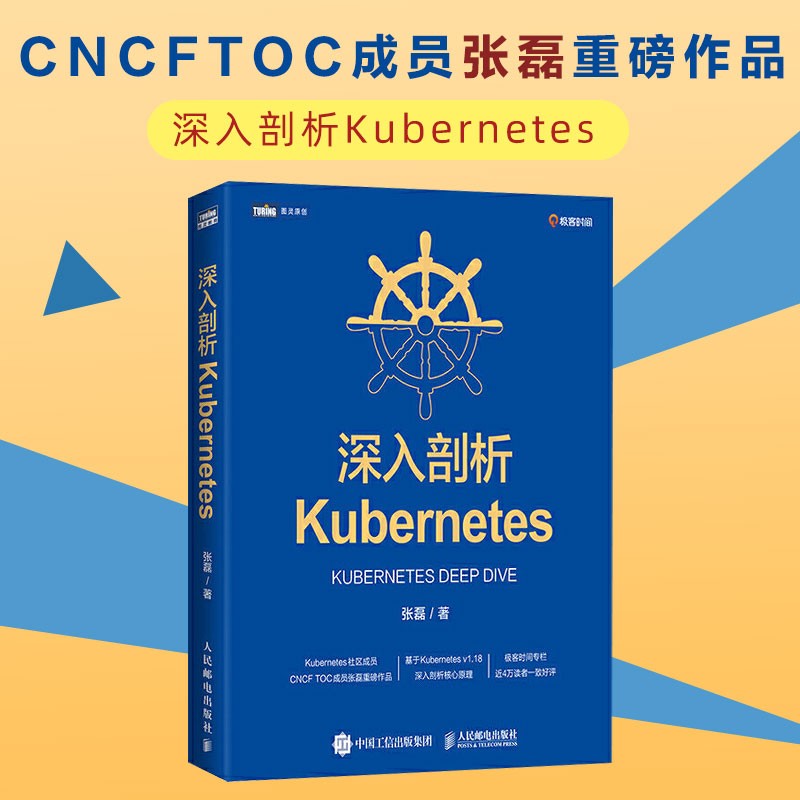 CNCFTOC成员张磊重磅作品
深入剖析Kubernetes
TURING
图灵原创
深入剖析Kubernetes
张磊/著
人民邮电出版社
TURING 图灵原创
极客时间
深入剖析
Kubernetes
KUBERNETES DEEP DIVE
张磊/著
Kubernetes社区成员
CNCF TOC成员张磊重磅作品
基于Kubernetes v1.18
深入剖析核心原理
极客时间专栏
近4万读者一致好评
中国工信出版集团
人民邮电出版社
POSTS & TELECOM PRESS